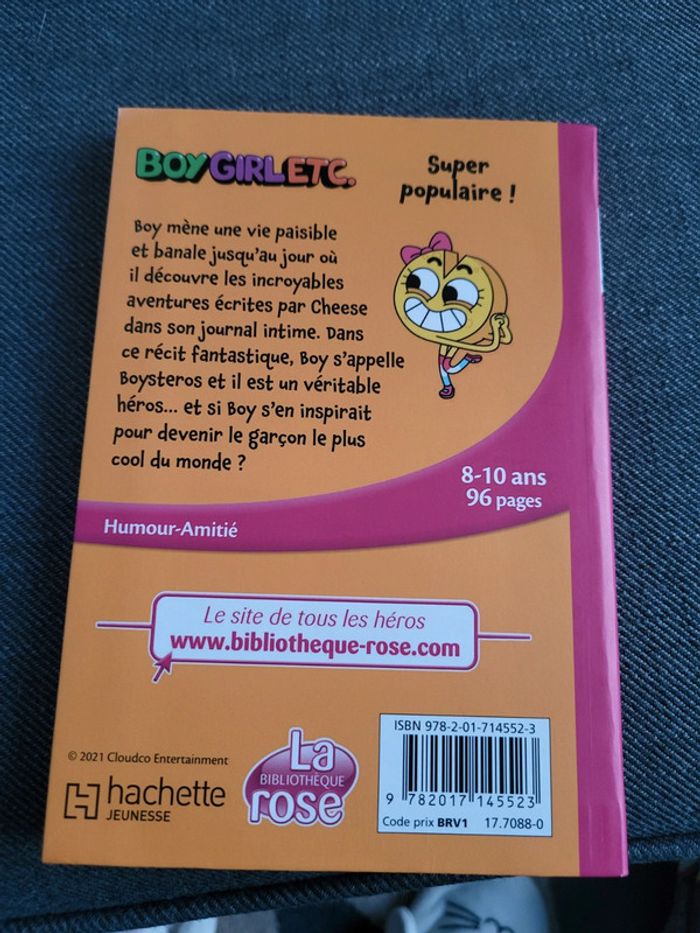 BOY GIRL ETC.
Super
populaire !
Boy mène une vie paisible
et banale jusqu'au jour où
il découvre les incroyables
aventures écrites par Cheese
dans son journal intime. Dans
ce récit fantastique, Boy s'appelle
Boysteros et il est un véritable
héros... et si Boy s'en inspirait
pour devenir le garçon le plus
cool du monde ?
8-10 ans
96 pages
Humour-Amitié
Le site de tous les héros
www.bibliotheque-rose.com
© 2021 Cloudco Entertainment
hachette
JEUNESSE
La
BIBLIOTHÈQUE
rose
ISBN 978-2-01-714552-3
9 782017 145523
Code prix BRV1 17.7088-0